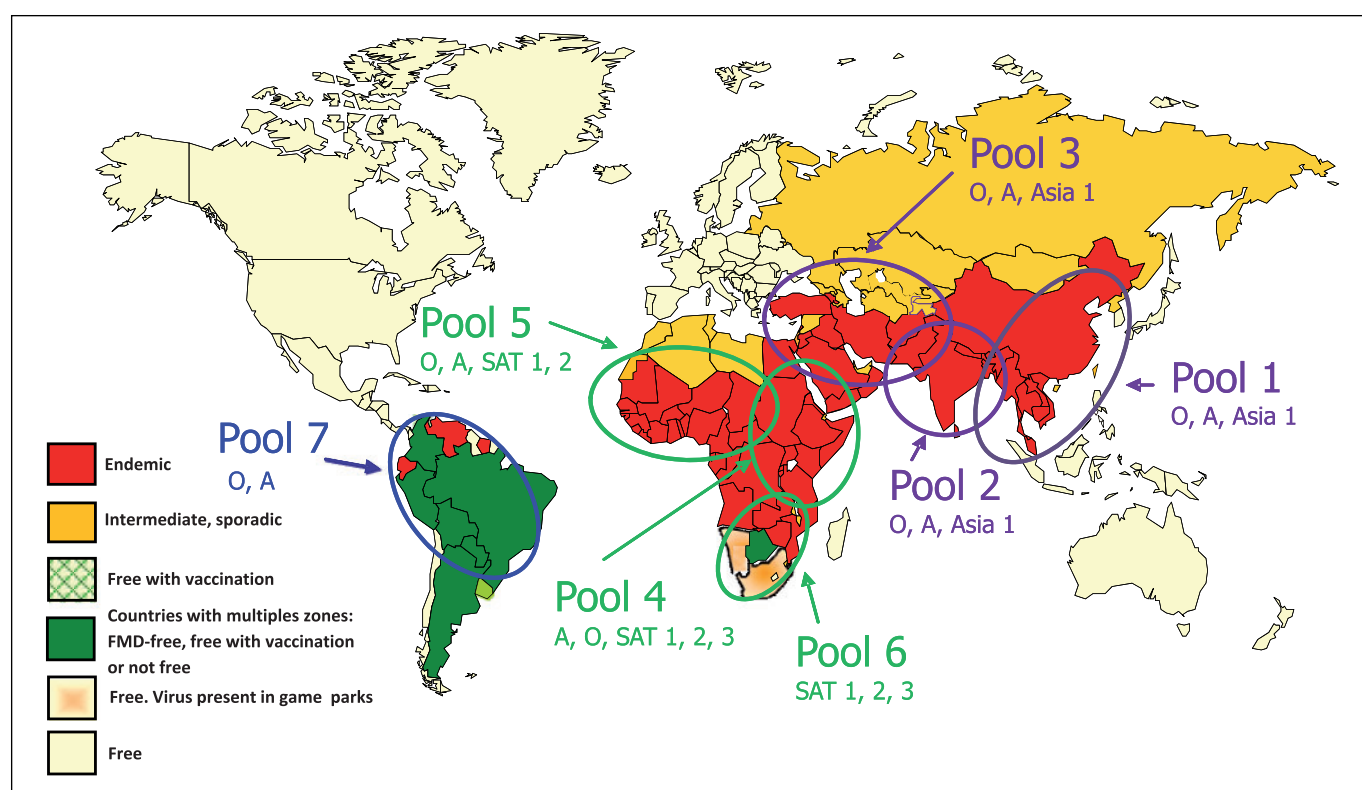 Pool 3
O, A, Asia 1
Pool 5
O, A, SAT 1, 2
Pool 1
O, A, Asia 1
Pool 7
O, A
Pool 2
O, A, Asia 1
Pool 4
A, O, SAT 1, 2, 3
Pool 6
SAT 1, 2, 3
Endemic
Intermediate, sporadic
Free with vaccination
Countries with multiples zones:
FMD-free, free with vaccination
or not free
Free. Virus present in game parks
Free